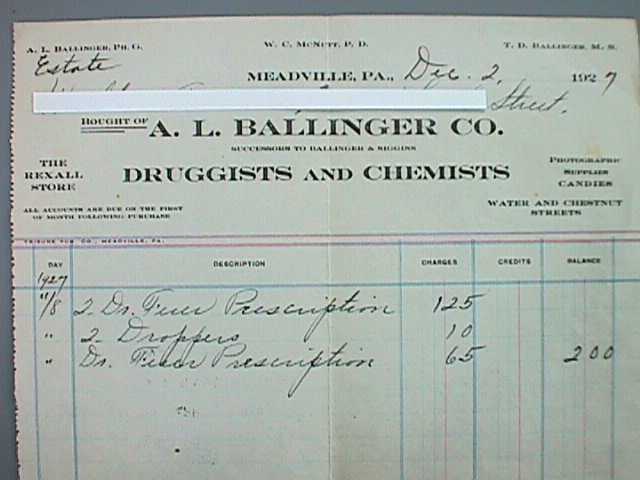 A. L. BALLINGER, PH. G. W. C. MCNUTT, P. D. T. D. BALLINGER, M. S.
Estate
MEADVILLE, PA., Dec. 2, 1927
Street.
BOUGHT OF A. L. BALLINGER CO.
SUCCESSORS TO BALLINGER & SIGGINS
THE REXALL STORE
DRUGGISTS AND CHEMISTS
PHOTOGRAPHIC
SUPPLIES
CANDIES
ALL ACCOUNTS ARE DUE ON THE FIRST
OF MONTH FOLLOWING PURCHASE
WATER AND CHESTNUT
STREETS
TRIBUNE PUB. CO., MEADVILLE, PA.
DAY DESCRIPTION CHARGES CREDITS BALANCE
1927
11/8 2 Dr. Prescription 125
" 2 Droppers 10
" Dr. Prescription 65 200